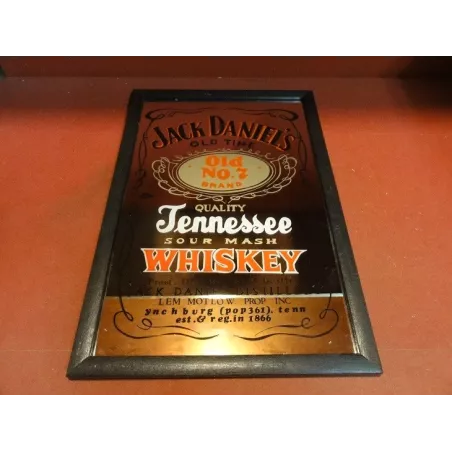 JACK DANIEL'S
OLD TIME
Old
No.7
BRAND
QUALITY
Tennessee
SOUR MASH
WHISKEY
LEM MOTLOW PROP INC
ynchburg (pop361), tenn
est.& reg.in 1866